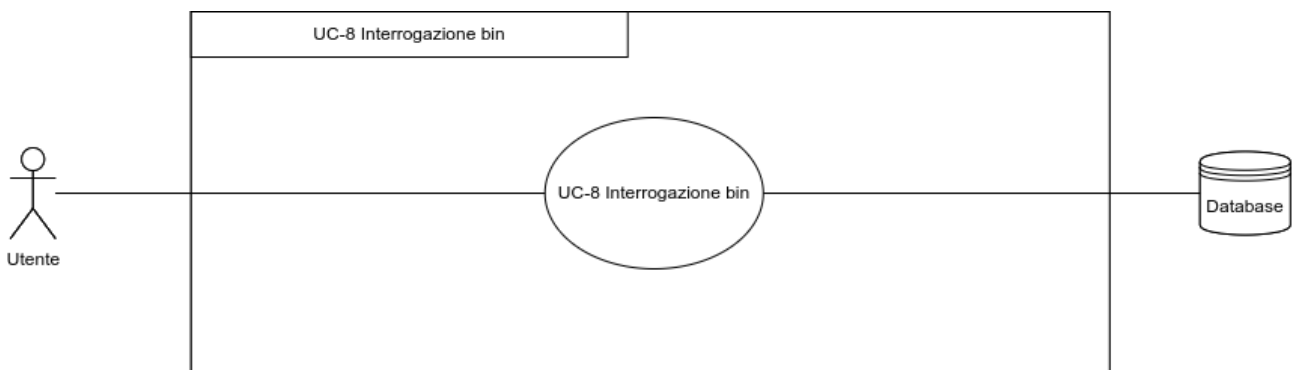 UC-8 Interrogazione bin
UC-8 Interrogazione bin
Database
Utente